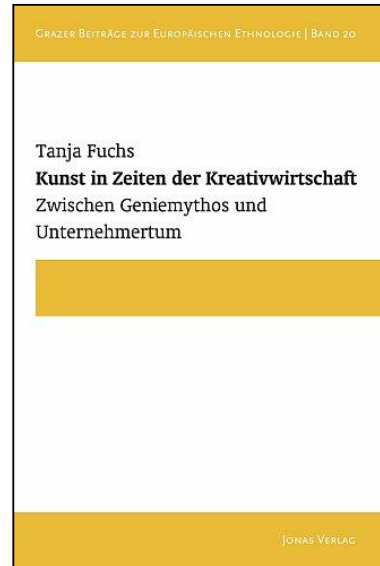 Grazer Beiträge zur Europäischen Ethnologie | Band 20
Tanja Fuchs
Kunst in Zeiten der Kreativwirtschaft
Zwischen Geniemythos und
Unternehmertum
Jonas Verlag